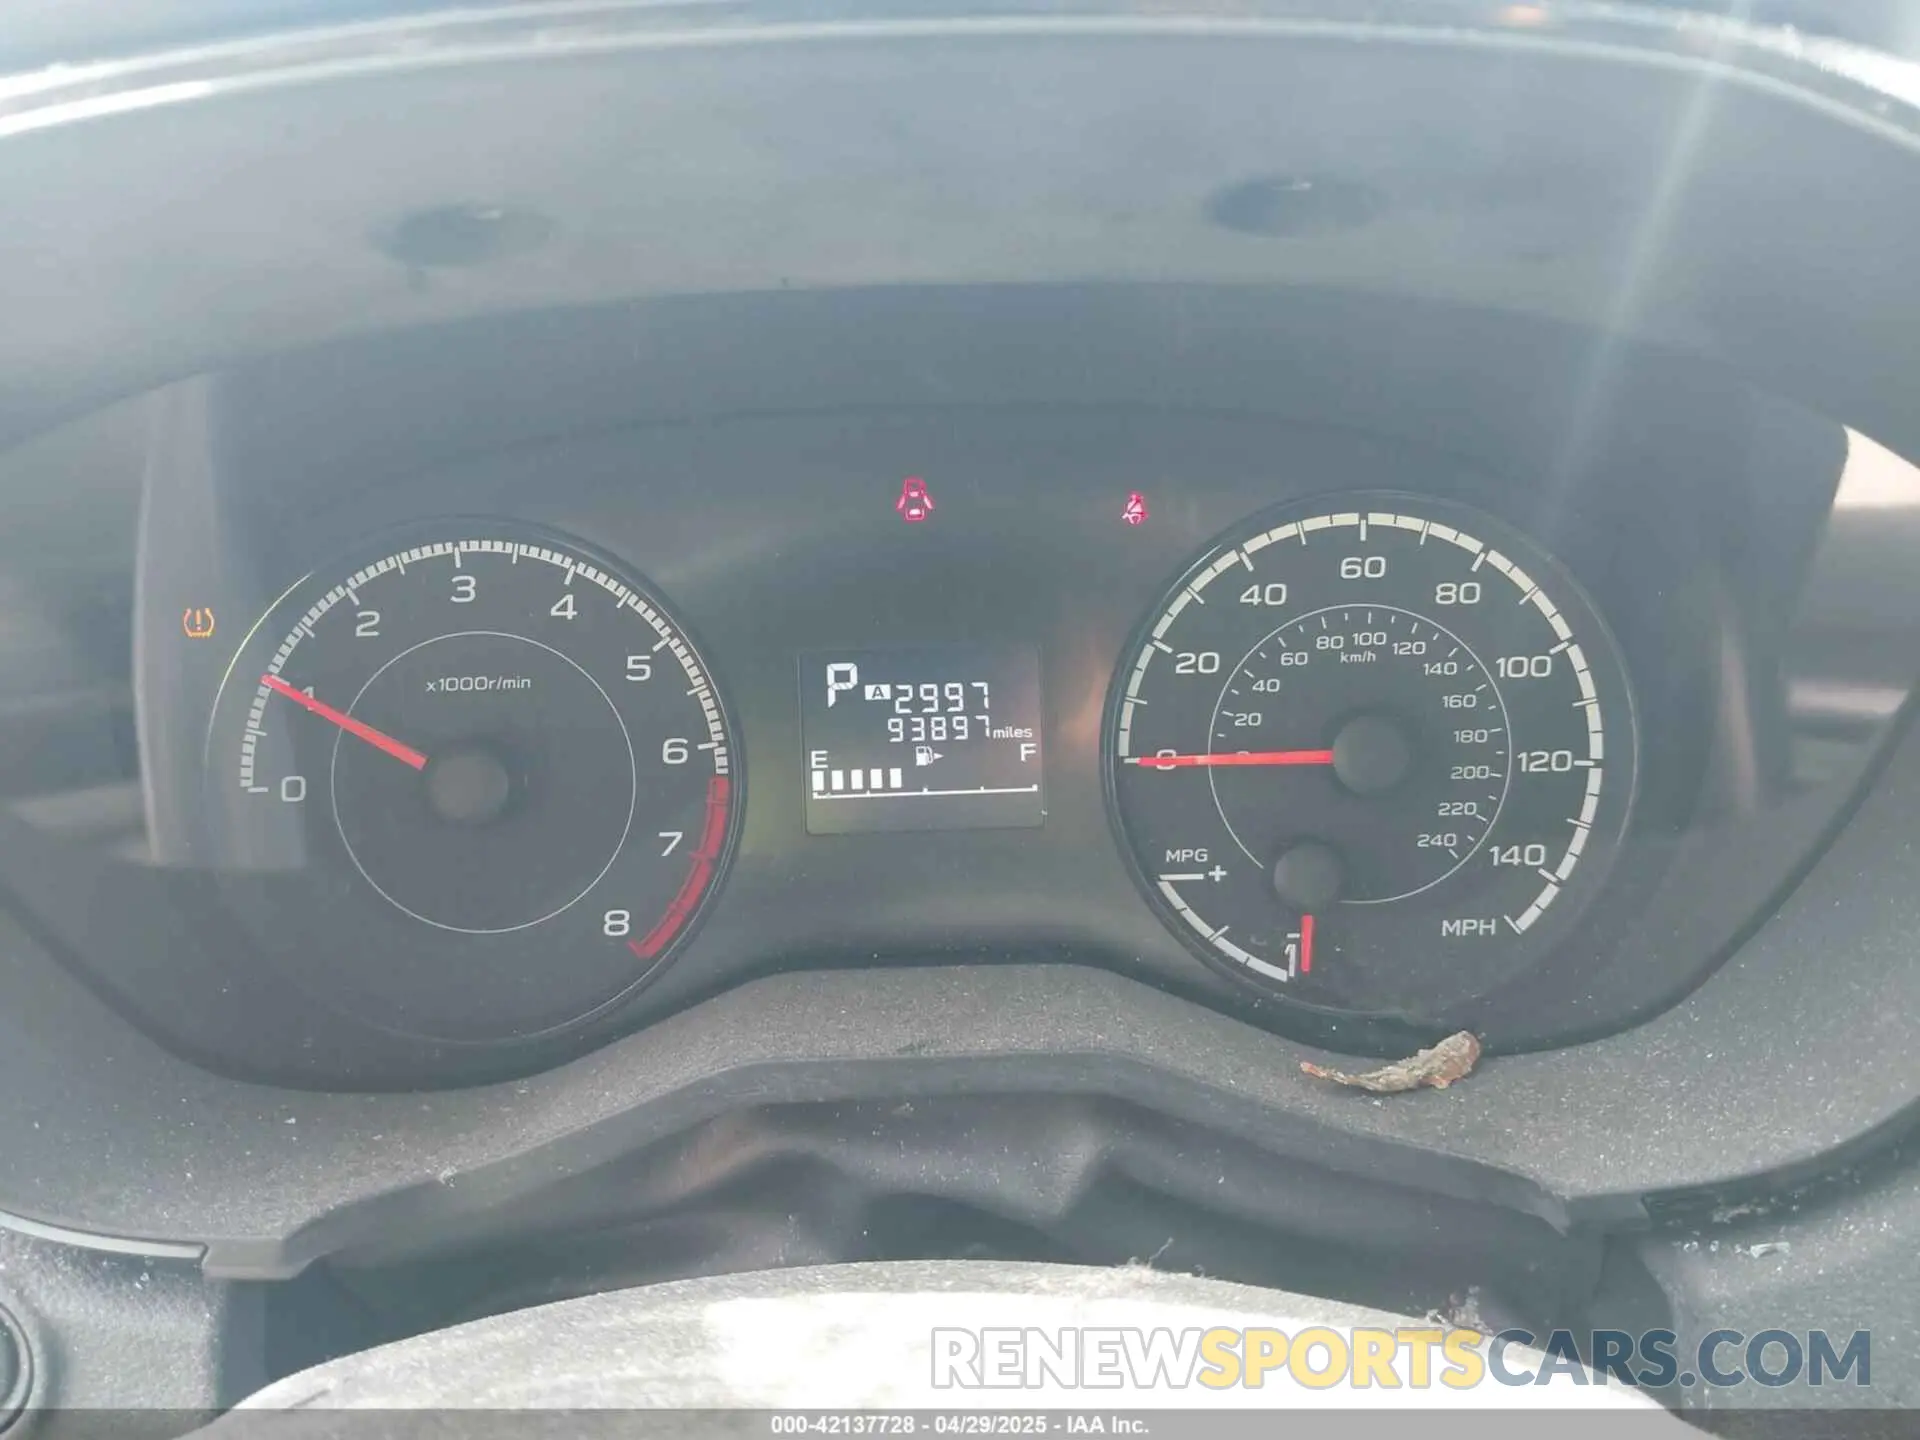 3
2
4
1
5
x1000r/min
6
0
7
8
P A 2997
93897 miles
E F
60
40 80
20 100
80 100 120
60 140
km/h
40 160
20 180
0 120
200
220
240
140
MPG
+
MPH
RENEWSPORTSCARS.COM
000-42137728 - 04/29/2025 - IAA Inc.